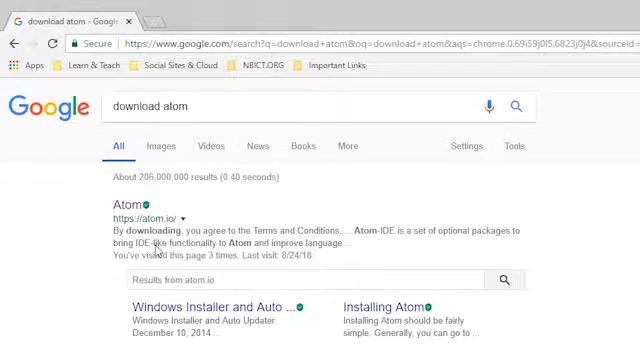 download atom - Google
Secure https://www.google.com/search?q=download+atom&oq=download+atom&aqs=chrome.0.69i59j0l5.6823j0j4&sourceid=
Apps Learn & Teach Social Sites & Cloud NBICT.ORG Important Links
Google download atom
All Images Videos News Books More Settings Tools
About 206,000,000 results (0.40 seconds)
Atom
https://atom.io/
By downloading, you agree to the Terms and Conditions. ... Atom-IDE is a set of optional packages to
bring IDE-like functionality to Atom and improve language ...
You've visited this page 3 times. Last visit: 8/24/18
Results from atom.io
Windows Installer and Auto ... Installing Atom
Windows Installer and Auto Updater. Installing Atom should be fairly
December 10, 2014 ... simple. Generally, you can go to ...